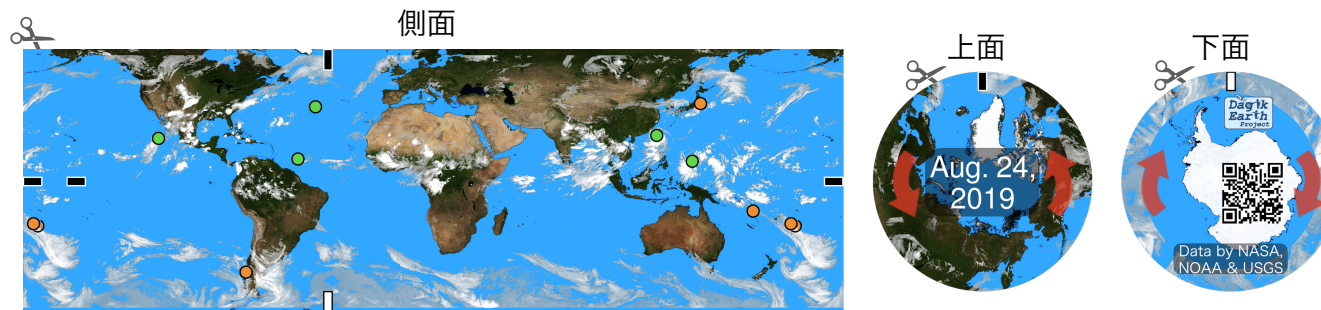 側面
上面
下面
Aug. 24,
2019
Dagik
Earth
Project
Data by NASA,
NOAA & USGS